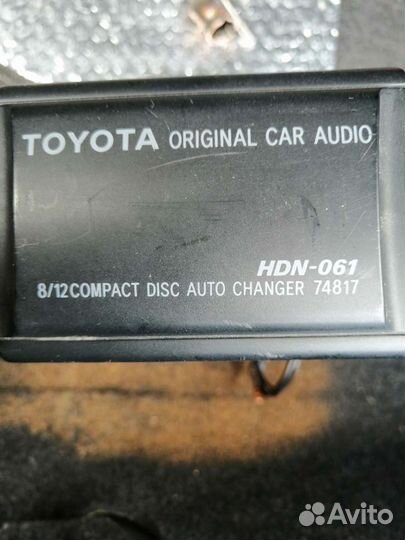 TOYOTA ORIGINAL CAR AUDIO
HDN-061
8/12 COMPACT DISC AUTO CHANGER 74817
Avito